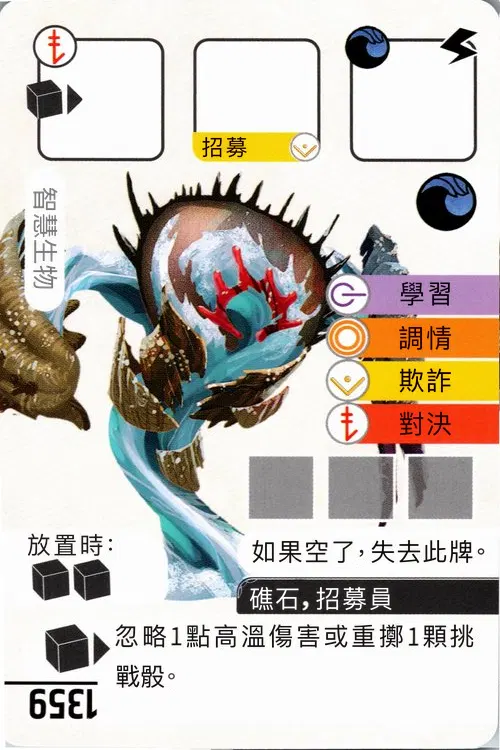 招募
智慧生物
學習
調情
欺詐
對決
放置時:
如果空了,失去此牌。
礁石,招募員
忽略1點高溫傷害或重擲1顆挑
戰骰。
1359